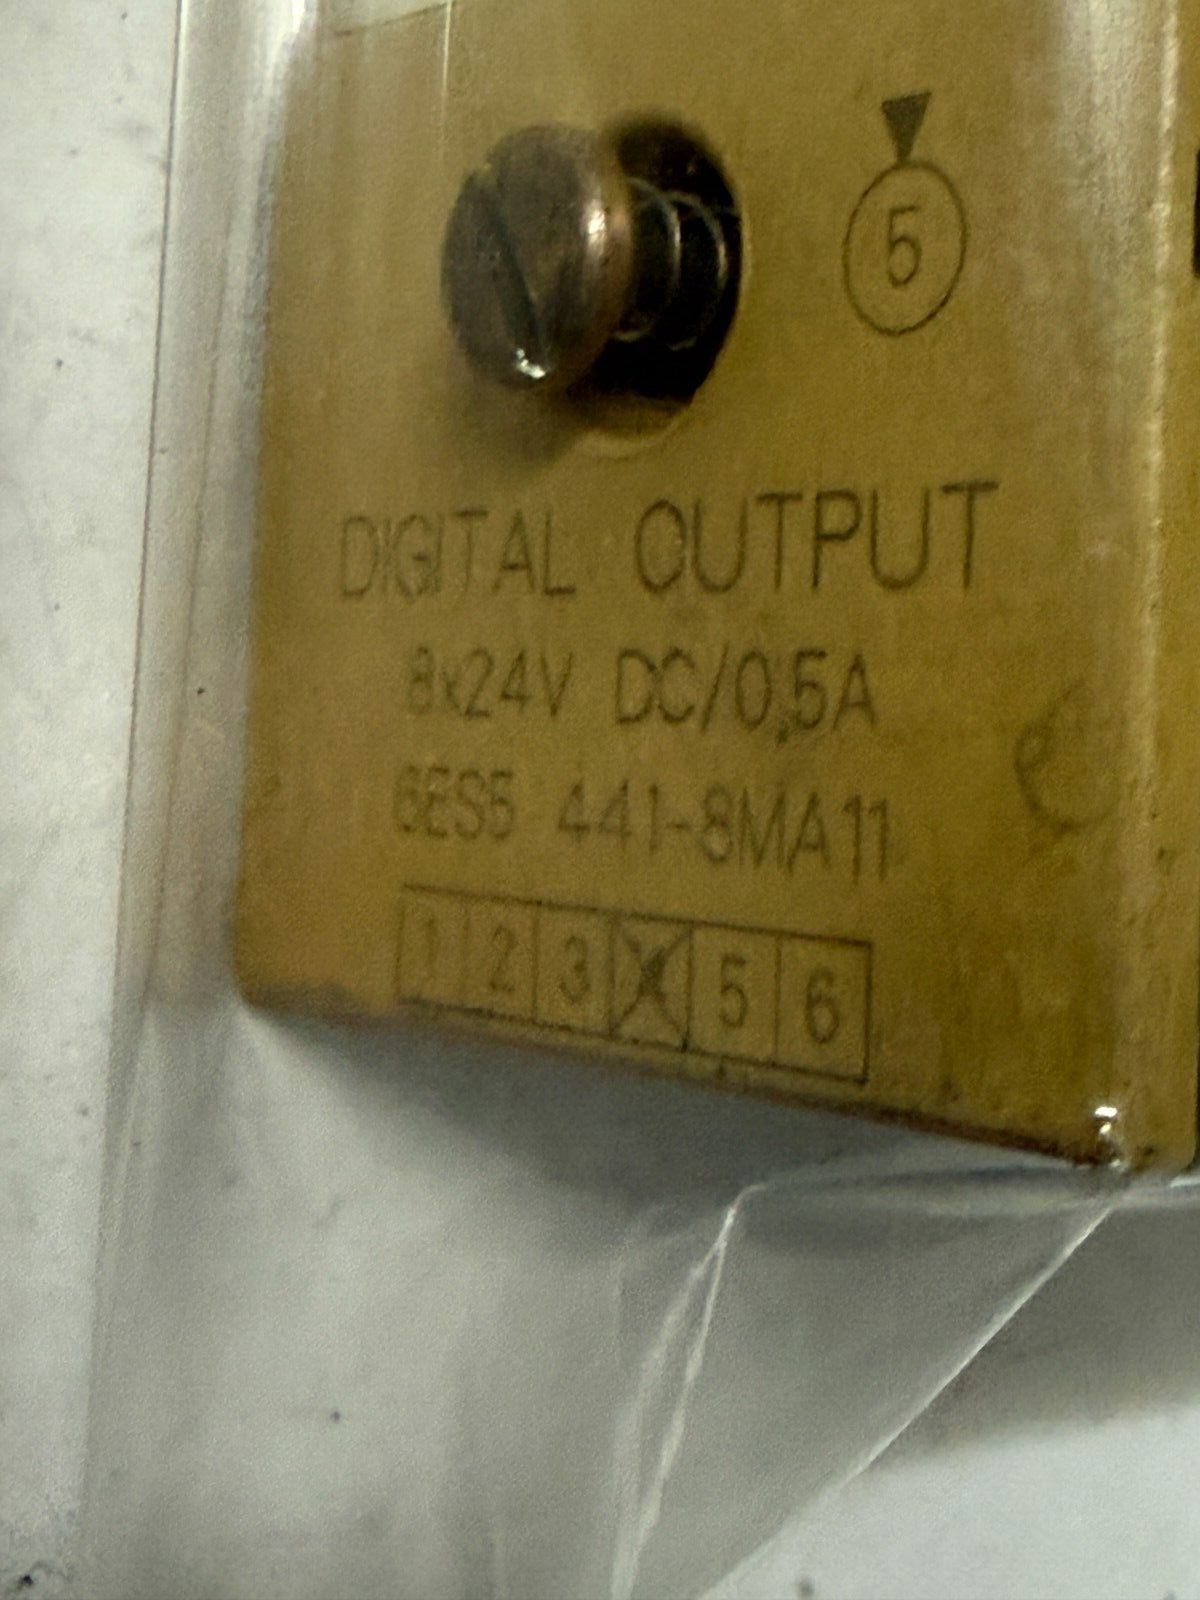 5
DIGITAL OUTPUT
8x24V DC/0,5A
6ES5 441-8MA11
1 2 3 4 5 6